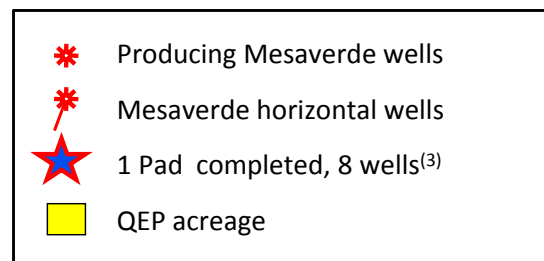 Producing Mesaverde wells
Mesaverde horizontal wells
1 Pad completed, 8 wells(3)
QEP acreage